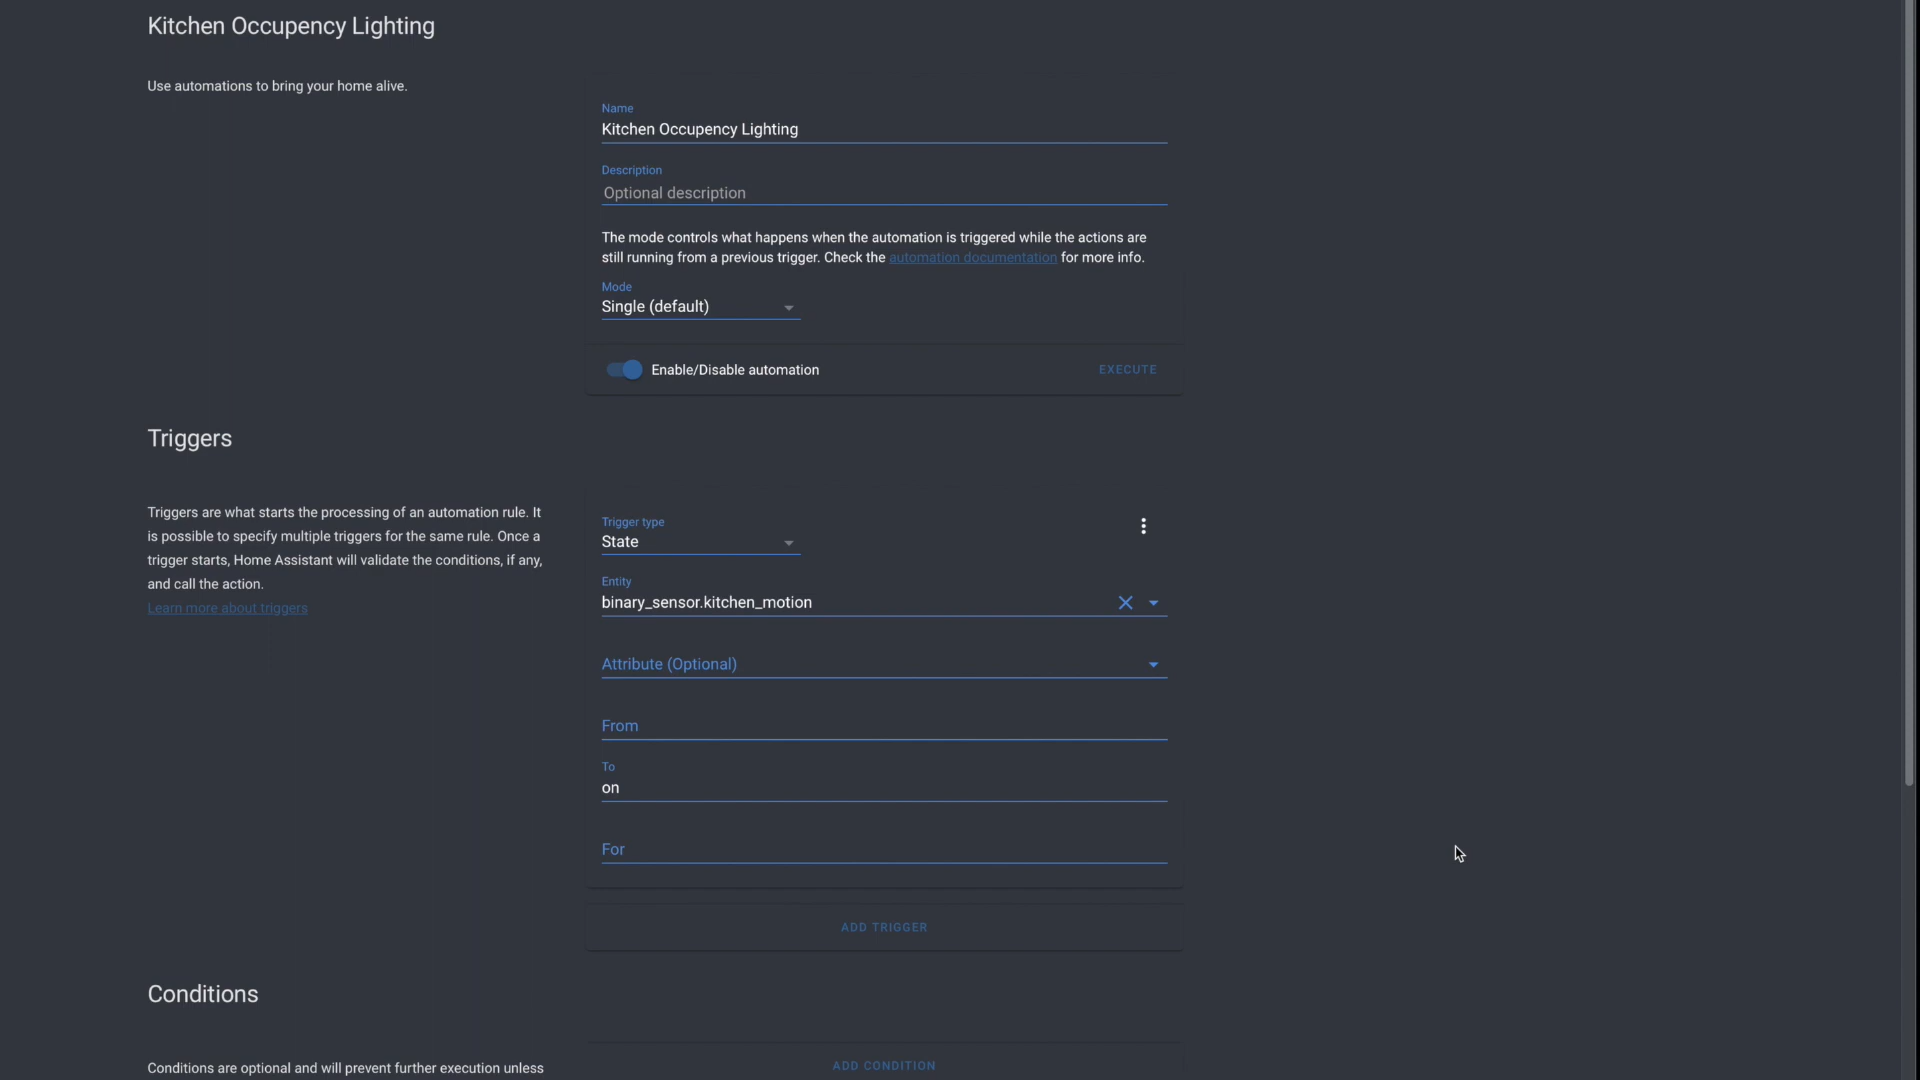 Kitchen Occupency Lighting
Use automations to bring your home alive.
Name
Kitchen Occupency Lighting
Description
Optional description
The mode controls what happens when the automation is triggered while the actions are
still running from a previous trigger. Check the automation documentation for more info.
Mode
Single (default)
Enable/Disable automation
EXECUTE
Triggers
Triggers are what starts the processing of an automation rule. It
is possible to specify multiple triggers for the same rule. Once a
trigger starts, Home Assistant will validate the conditions, if any,
and call the action.
Learn more about triggers
Trigger type
State
Entity
binary_sensor.kitchen_motion
Attribute (Optional)
From
To
on
For
ADD TRIGGER
Conditions
Conditions are optional and will prevent further execution unless
ADD CONDITION